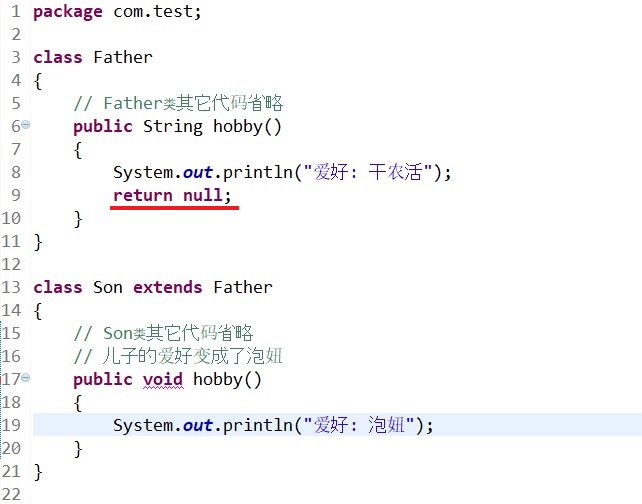 1 package com.test;
2
3 class Father
4 {
5     // Father类其它代码省略
6     public String hobby()
7     {
8         System.out.println("爱好: 干农活");
9         return null;
10     }
11 }
12
13 class Son extends Father
14 {
15     // Son类其它代码省略
16     // 儿子的爱好变成了泡妞
17     public void hobby()
18     {
19         System.out.println("爱好: 泡妞");
20     }
21 }
22